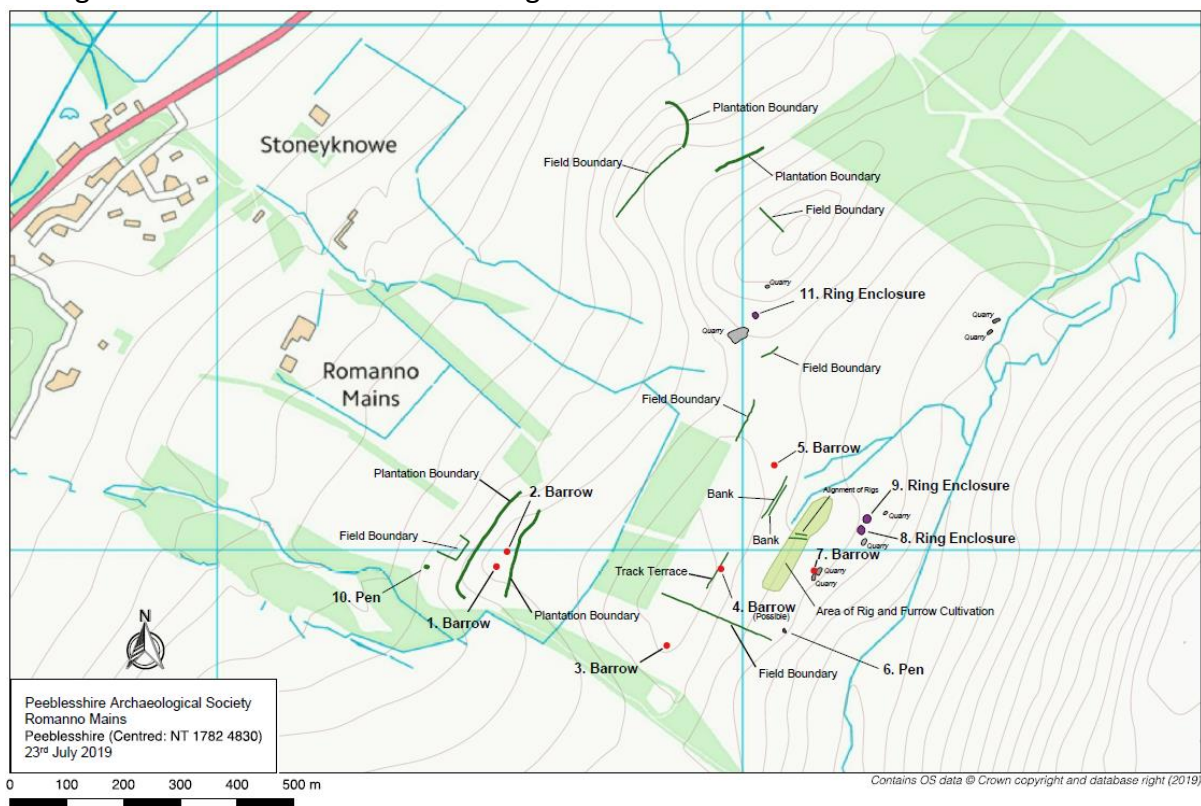 Plantation Boundary
Stoneyknowe
Field Boundary
Plantation Boundary
Field Boundary
Quarry
11. Ring Enclosure
Quarry
Quarry
Quarry
Romanno
Mains
Field Boundary
Field Boundary
5. Barrow
Plantation Boundary
2. Barrow
Bank
Alignment of Rigs
9. Ring Enclosure
Quarry
Field Boundary
Bank
8. Ring Enclosure
Quarry
7. Barrow
Track Terrace
Quarry
Quarry
10. Pen
1. Barrow
Plantation Boundary
4. Barrow
(Possible)
Area of Rig and Furrow Cultivation
3. Barrow
Field Boundary
6. Pen
N
Peeblesshire Archaeological Society
Romanno Mains
Peeblesshire (Centred: NT 1782 4830)
23rd July 2019
Contains OS data © Crown copyright and database right (2019)
0 100 200 300 400 500 m